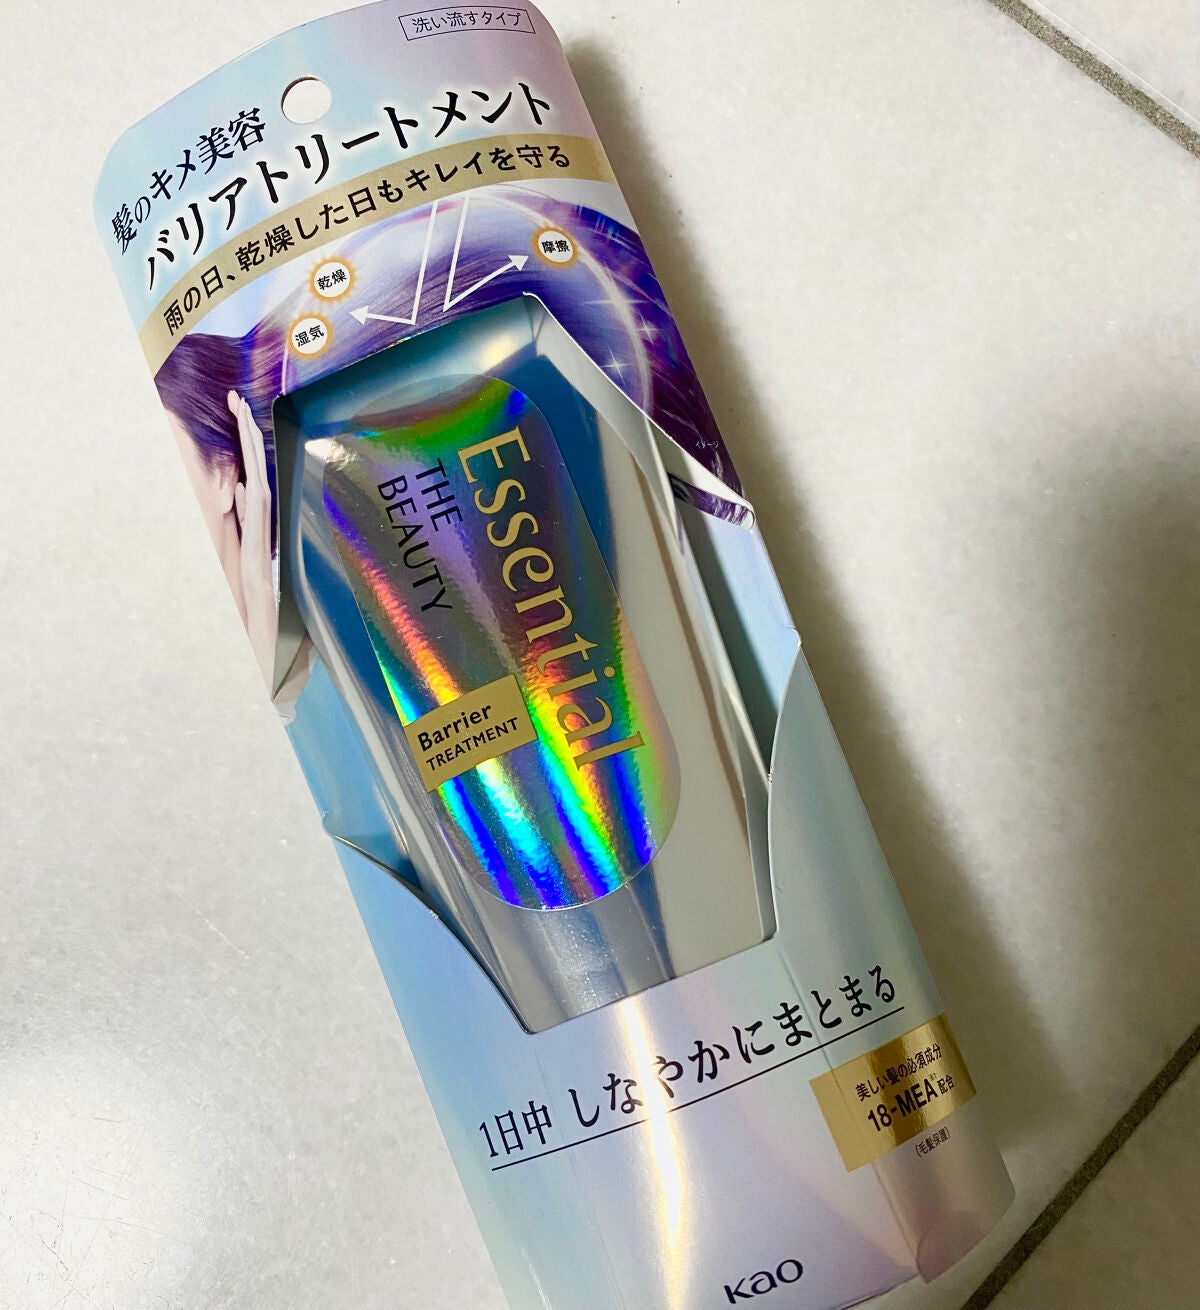 洗い流すタイプ
髪のキメ美容
バリアトリートメント
雨の日、乾燥した日もキレイを守る
摩擦
乾燥
湿気
イメージ
Essential
THE
BEAUTY
Barrier
TREATMENT
1日中 しなやかにまとまる
美しい髪の必須成分
18-MEA※1配合
(毛髪保護)
Kao